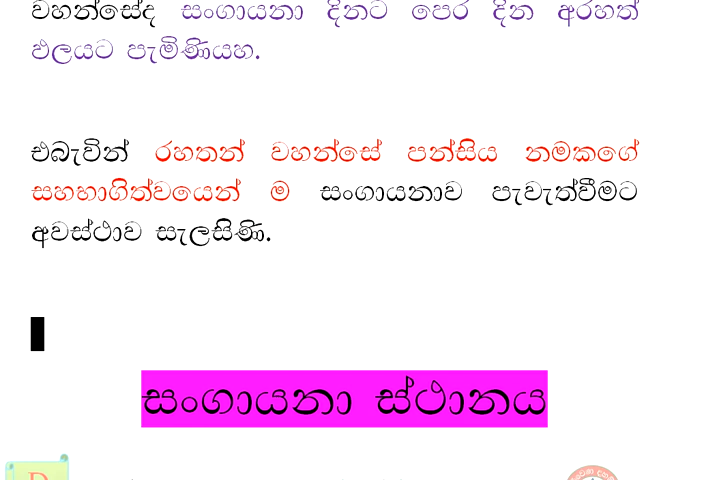 වහන්සේද සංගායනා දිනට පෙර දින අරහත්
ඵලයට පැමිණියහ.
එබැවින් රහතන් වහන්සේ පන්සිය නමකගේ
සහභාගිත්වයෙන් ම සංගායනාව පැවැත්වීමට
අවස්ථාව සැලසිණි.
සංගායනා ස්ථානය